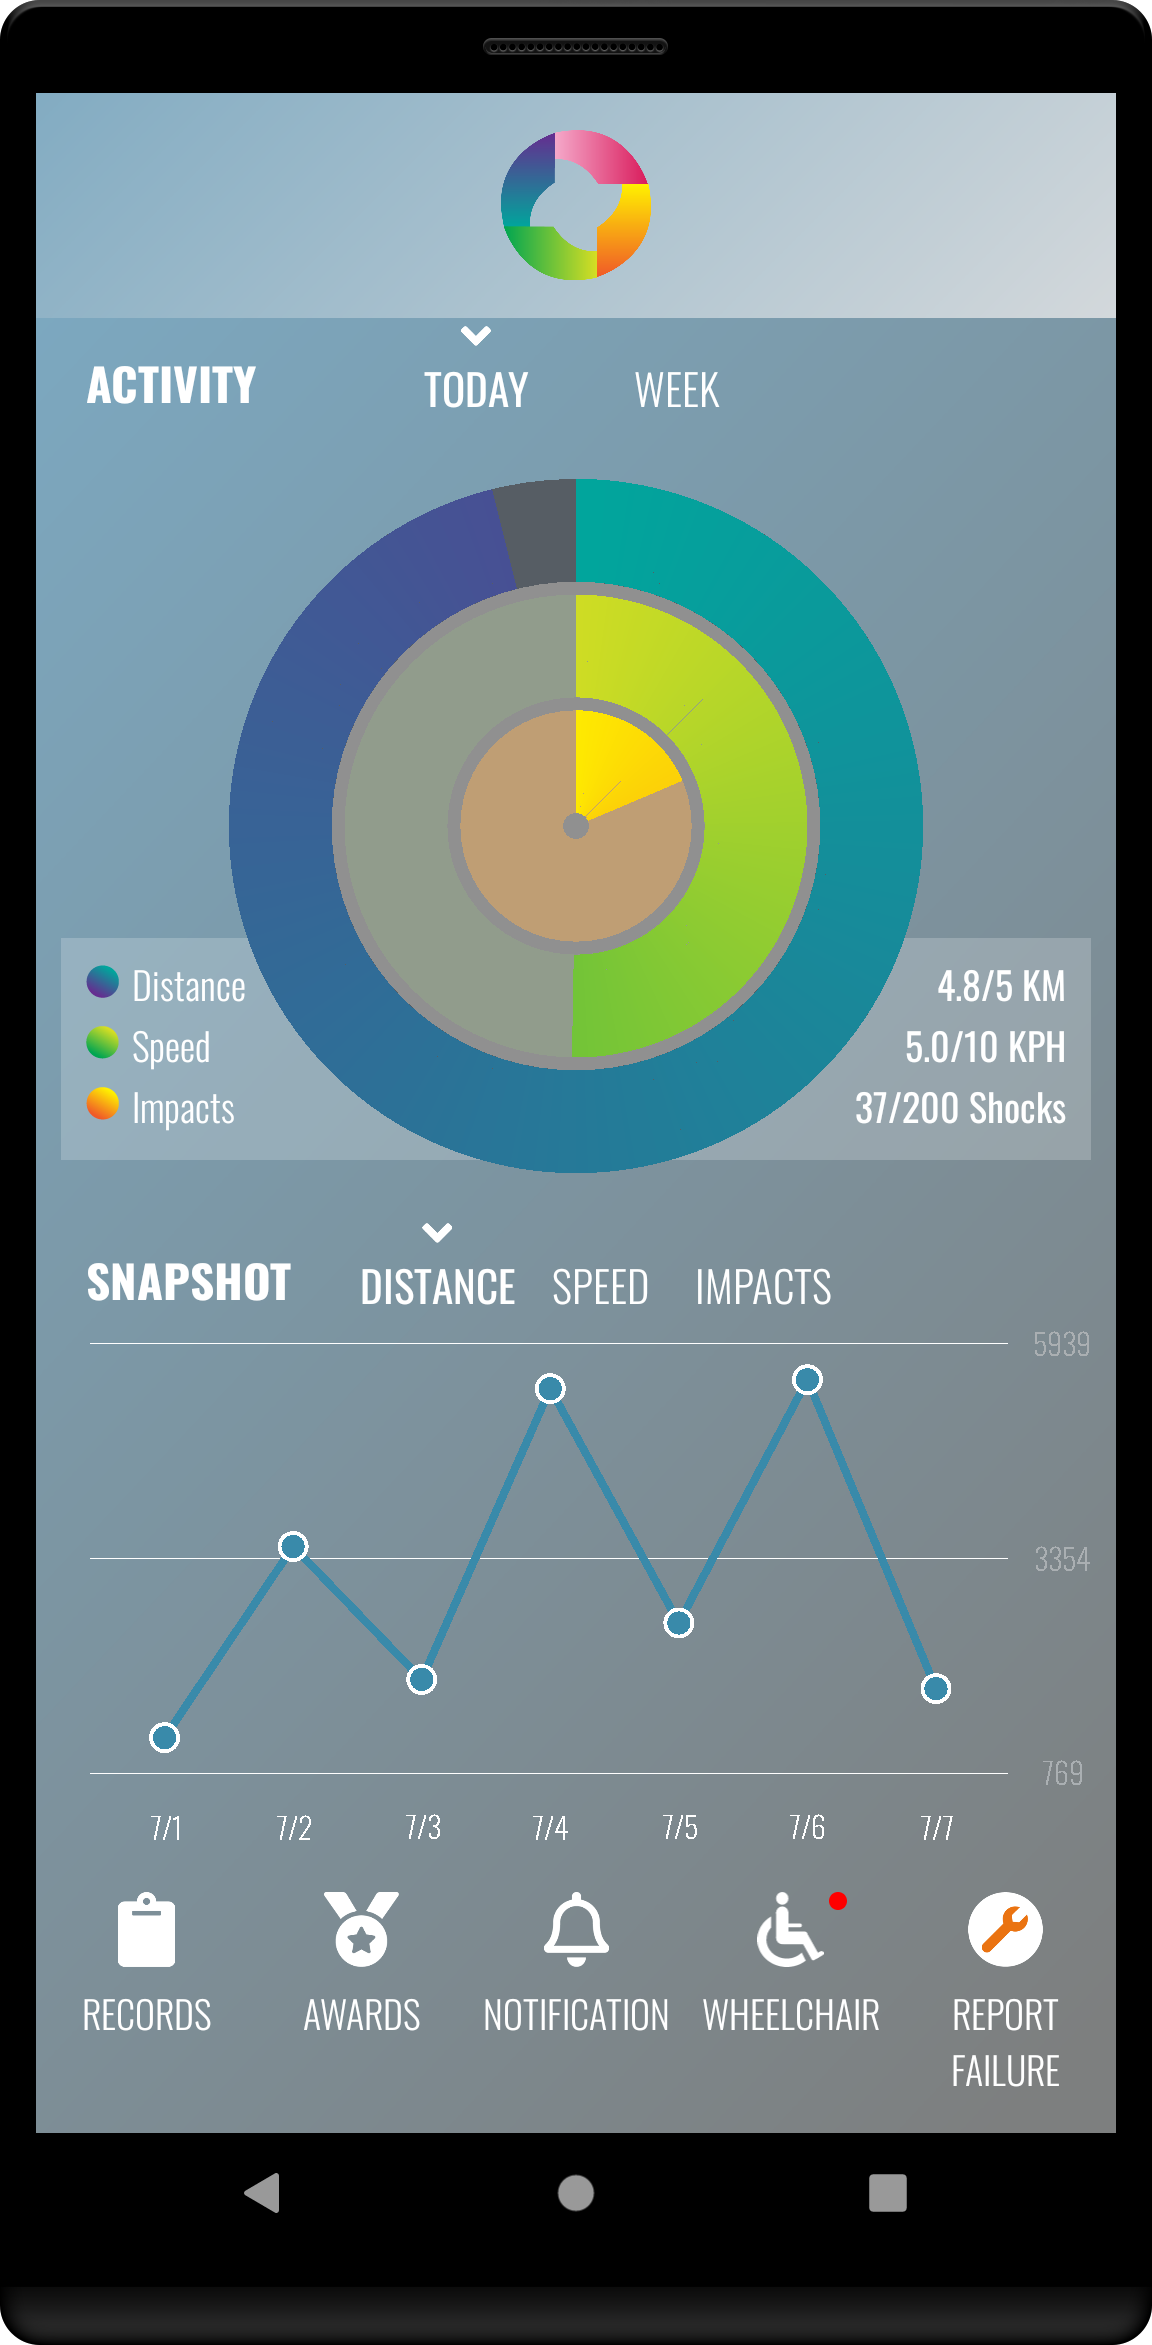 ACTIVITY TODAY WEEK
Distance 4.8/5 KM
Speed 5.0/10 KPH
Impacts 37/200 Shocks
SNAPSHOT DISTANCE SPEED IMPACTS
5939
3354
769
7/1 7/2 7/3 7/4 7/5 7/6 7/7
RECORDS AWARDS NOTIFICATION WHEELCHAIR REPORT
FAILURE